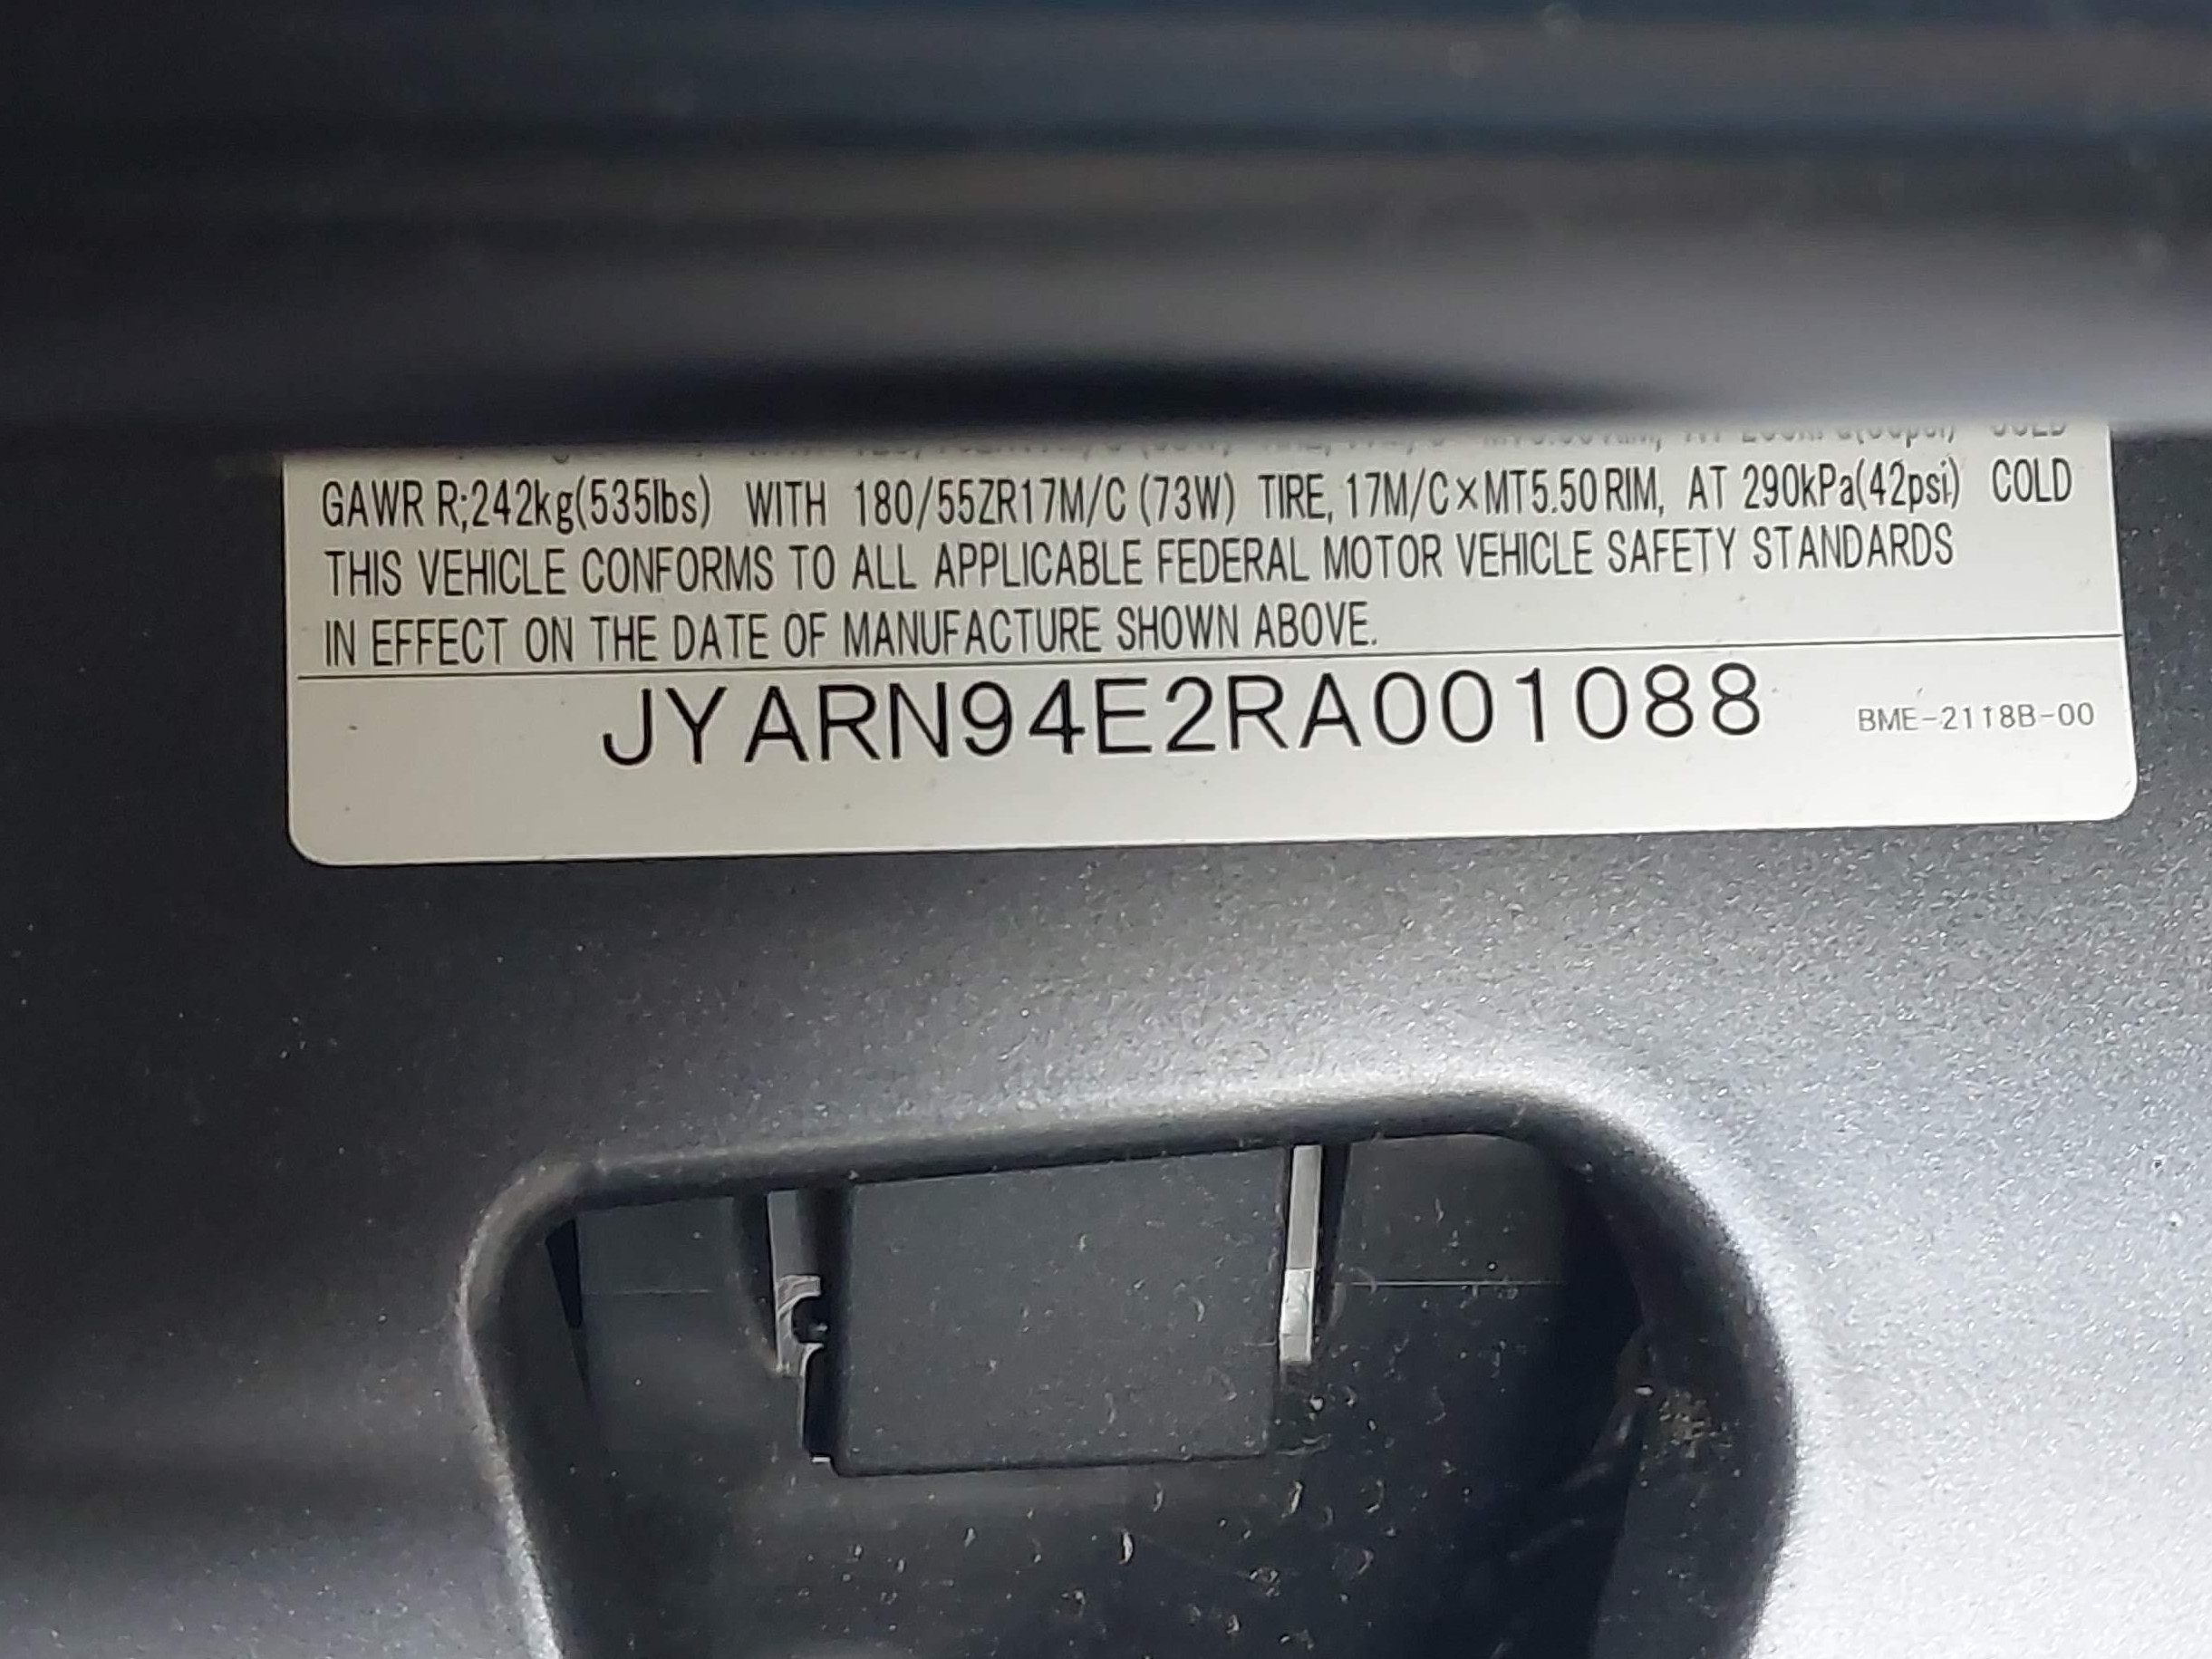 GAWR R;242kg(535lbs) WITH 180/55ZR17M/C (73W) TIRE, 17M/C×MT5.50 RIM, AT 290kPa(42psi) COLD
THIS VEHICLE CONFORMS TO ALL APPLICABLE FEDERAL MOTOR VEHICLE SAFETY STANDARDS
IN EFFECT ON THE DATE OF MANUFACTURE SHOWN ABOVE.
JYARN94E2RA001088 BME-2118B-00